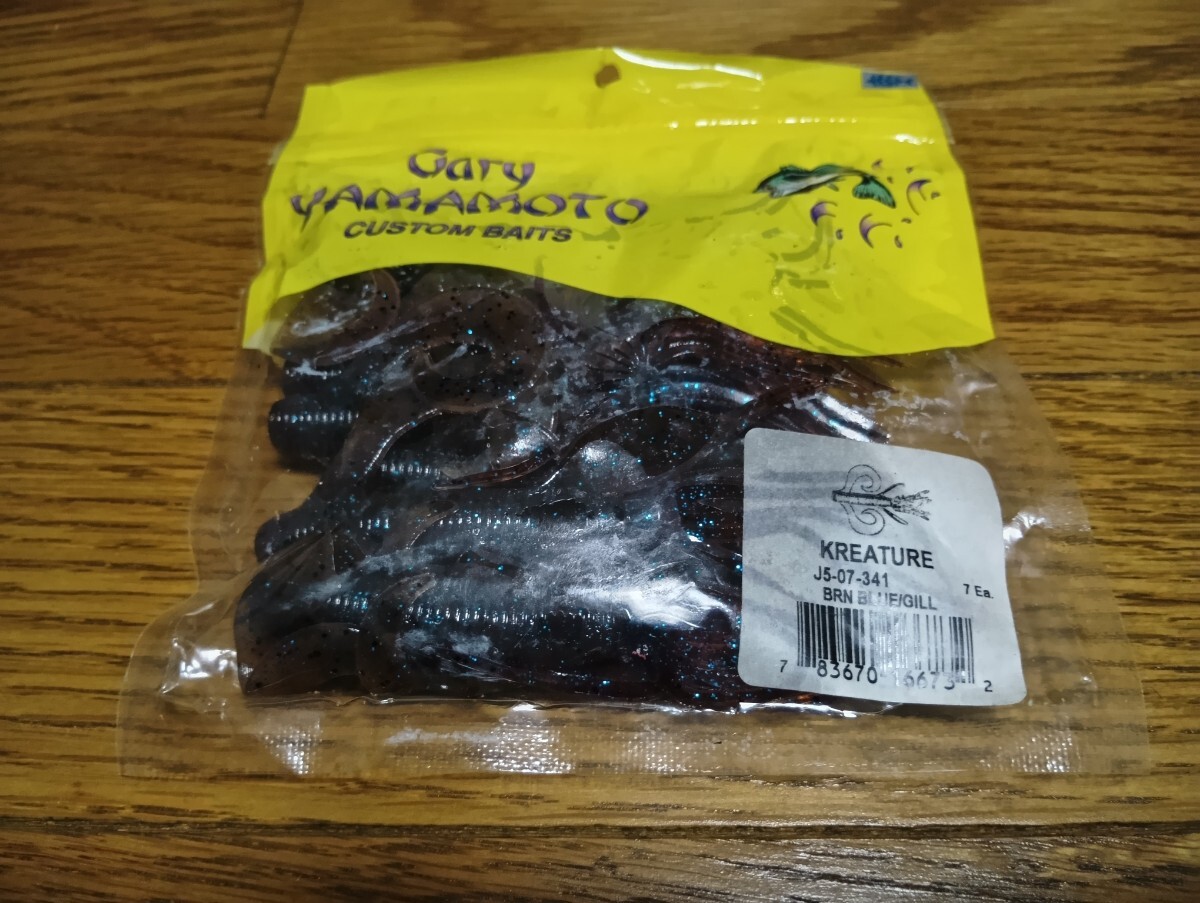 Gary
YAMAMOTO
CUSTOM BAITS
KREATURE
J5-07-341
7 Ea.
BRN BLUE/GILL
7 83670 16673 2